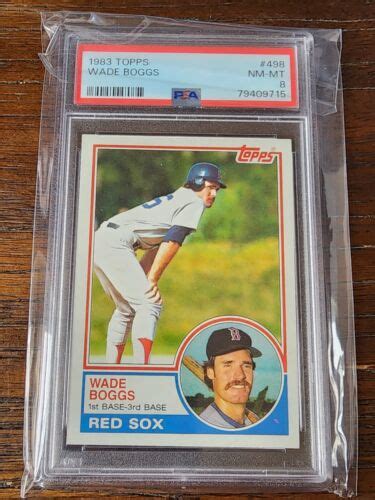 1983 TOPPS #498
WADE BOGGS NM-MT
8
PSA 79409715
Topps
WADE
BOGGS
1st BASE-3rd BASE
RED SOX